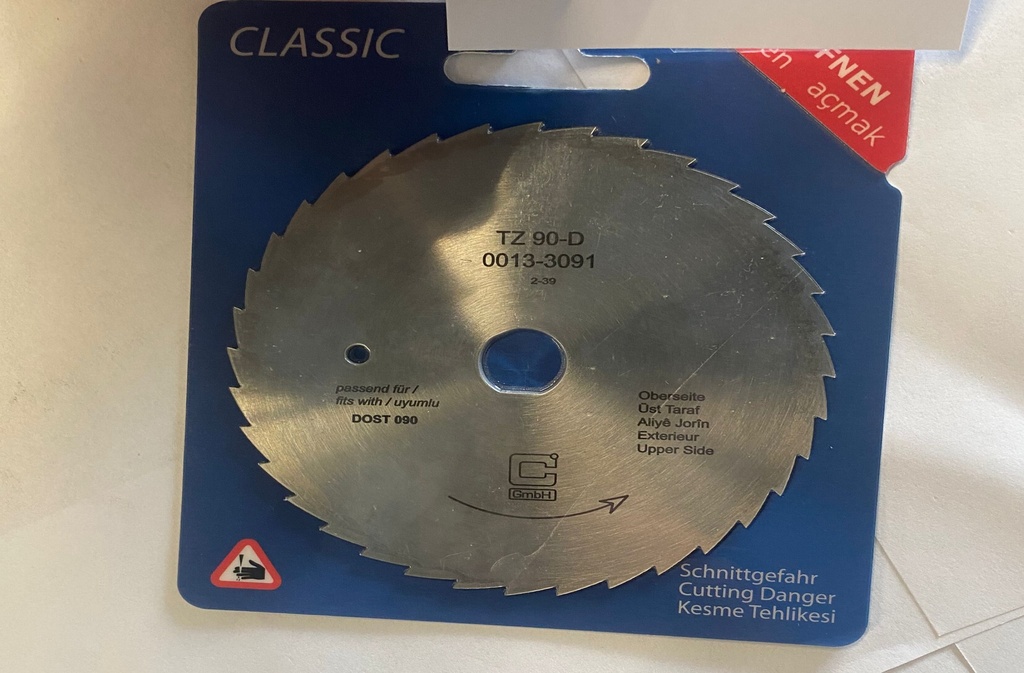 CLASSIC
FNEN
en açmak
TZ 90-D
0013-3091
2-39
passend für /
fits with / uyumlu
DOST 090
Oberseite
Üst Taraf
Aliyê Jorîn
Exterieur
Upper Side
C
GmbH
Schnittgefahr
Cutting Danger
Kesme Tehlikesi